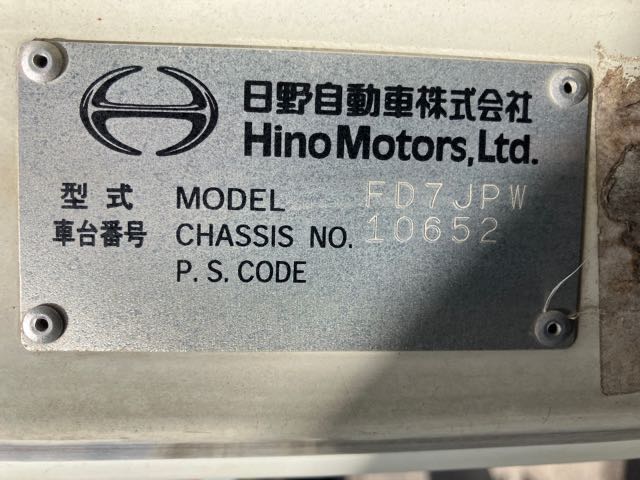 日野自動車株式会社
Hino Motors, Ltd.
型式 MODEL FD7JPW
車台番号 CHASSIS NO. 10652
P. S. CODE